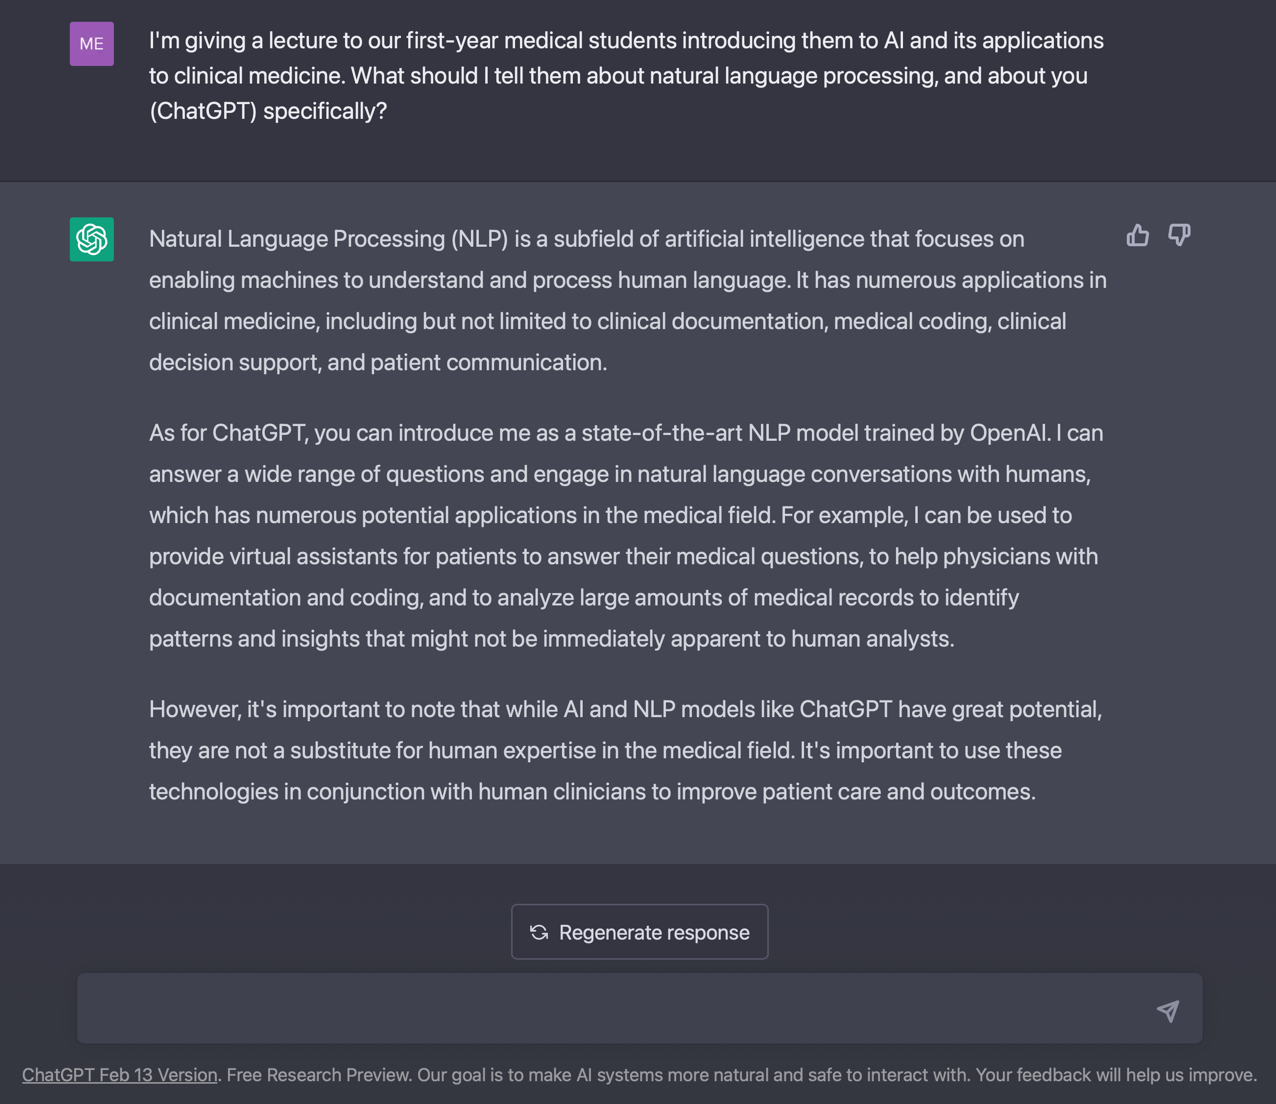 ME
I'm giving a lecture to our first-year medical students introducing them to AI and its applications
to clinical medicine. What should I tell them about natural language processing, and about you
(ChatGPT) specifically?
Natural Language Processing (NLP) is a subfield of artificial intelligence that focuses on
enabling machines to understand and process human language. It has numerous applications in
clinical medicine, including but not limited to clinical documentation, medical coding, clinical
decision support, and patient communication.
As for ChatGPT, you can introduce me as a state-of-the-art NLP model trained by OpenAI. I can
answer a wide range of questions and engage in natural language conversations with humans,
which has numerous potential applications in the medical field. For example, I can be used to
provide virtual assistants for patients to answer their medical questions, to help physicians with
documentation and coding, and to analyze large amounts of medical records to identify
patterns and insights that might not be immediately apparent to human analysts.
However, it's important to note that while AI and NLP models like ChatGPT have great potential,
they are not a substitute for human expertise in the medical field. It's important to use these
technologies in conjunction with human clinicians to improve patient care and outcomes.
Regenerate response
ChatGPT Feb 13 Version. Free Research Preview. Our goal is to make AI systems more natural and safe to interact with. Your feedback will help us improve.